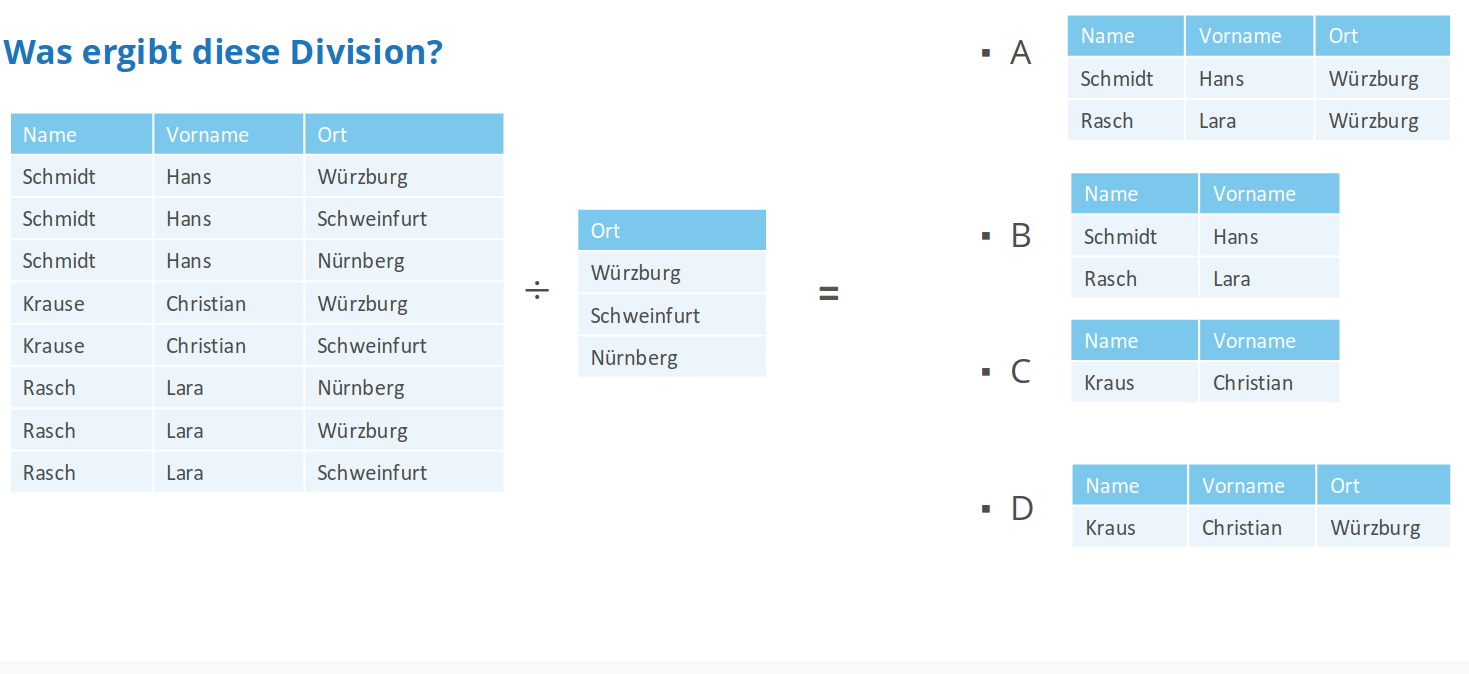 Was ergibt diese Division?
Name Vorname Ort
Schmidt Hans Würzburg
Schmidt Hans Schweinfurt
Schmidt Hans Nürnberg
Krause Christian Würzburg
Krause Christian Schweinfurt
Rasch Lara Nürnberg
Rasch Lara Würzburg
Rasch Lara Schweinfurt
÷
Ort
Würzburg
Schweinfurt
Nürnberg
=
▪ A
Name Vorname Ort
Schmidt Hans Würzburg
Rasch Lara Würzburg
▪ B
Name Vorname
Schmidt Hans
Rasch Lara
▪ C
Name Vorname
Kraus Christian
▪ D
Name Vorname Ort
Kraus Christian Würzburg